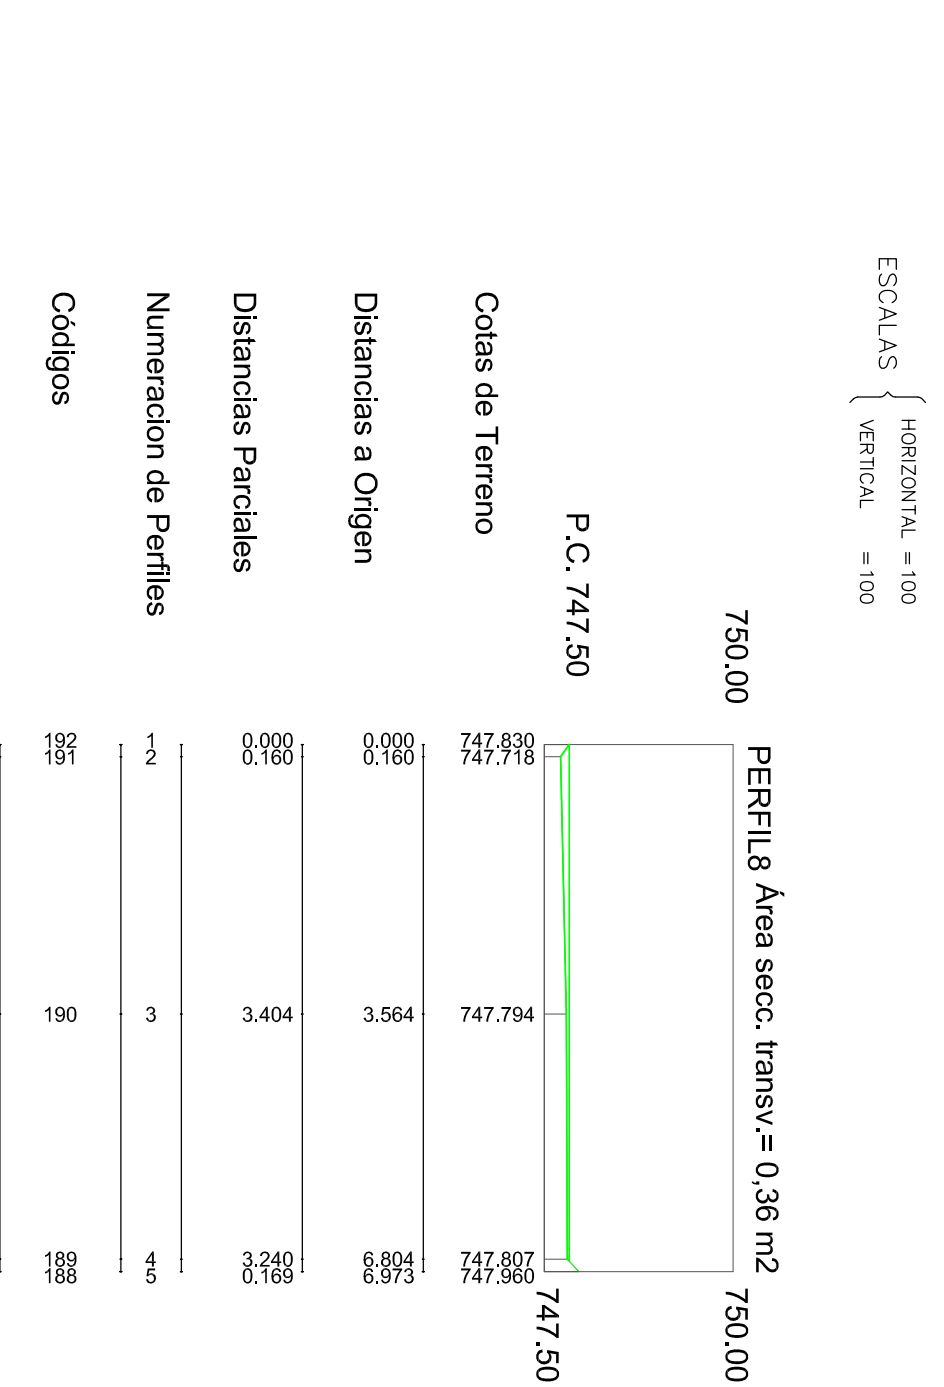 ESCALAS
HORIZONTAL = 100
VERTICAL = 100
750.00
PERFIL8 Área secc. transv.= 0,36 m2
750.00
P.C. 747.50
747.50
Cotas de Terreno
747.830
747.718
747.794
747.807
747.960
Distancias a Origen
0.000
0.160
3.564
6.804
6.973
Distancias Parciales
0.000
0.160
3.404
3.240
0.169
Numeracion de Perfiles
1
2
3
4
5
Códigos
192
191
190
189
188